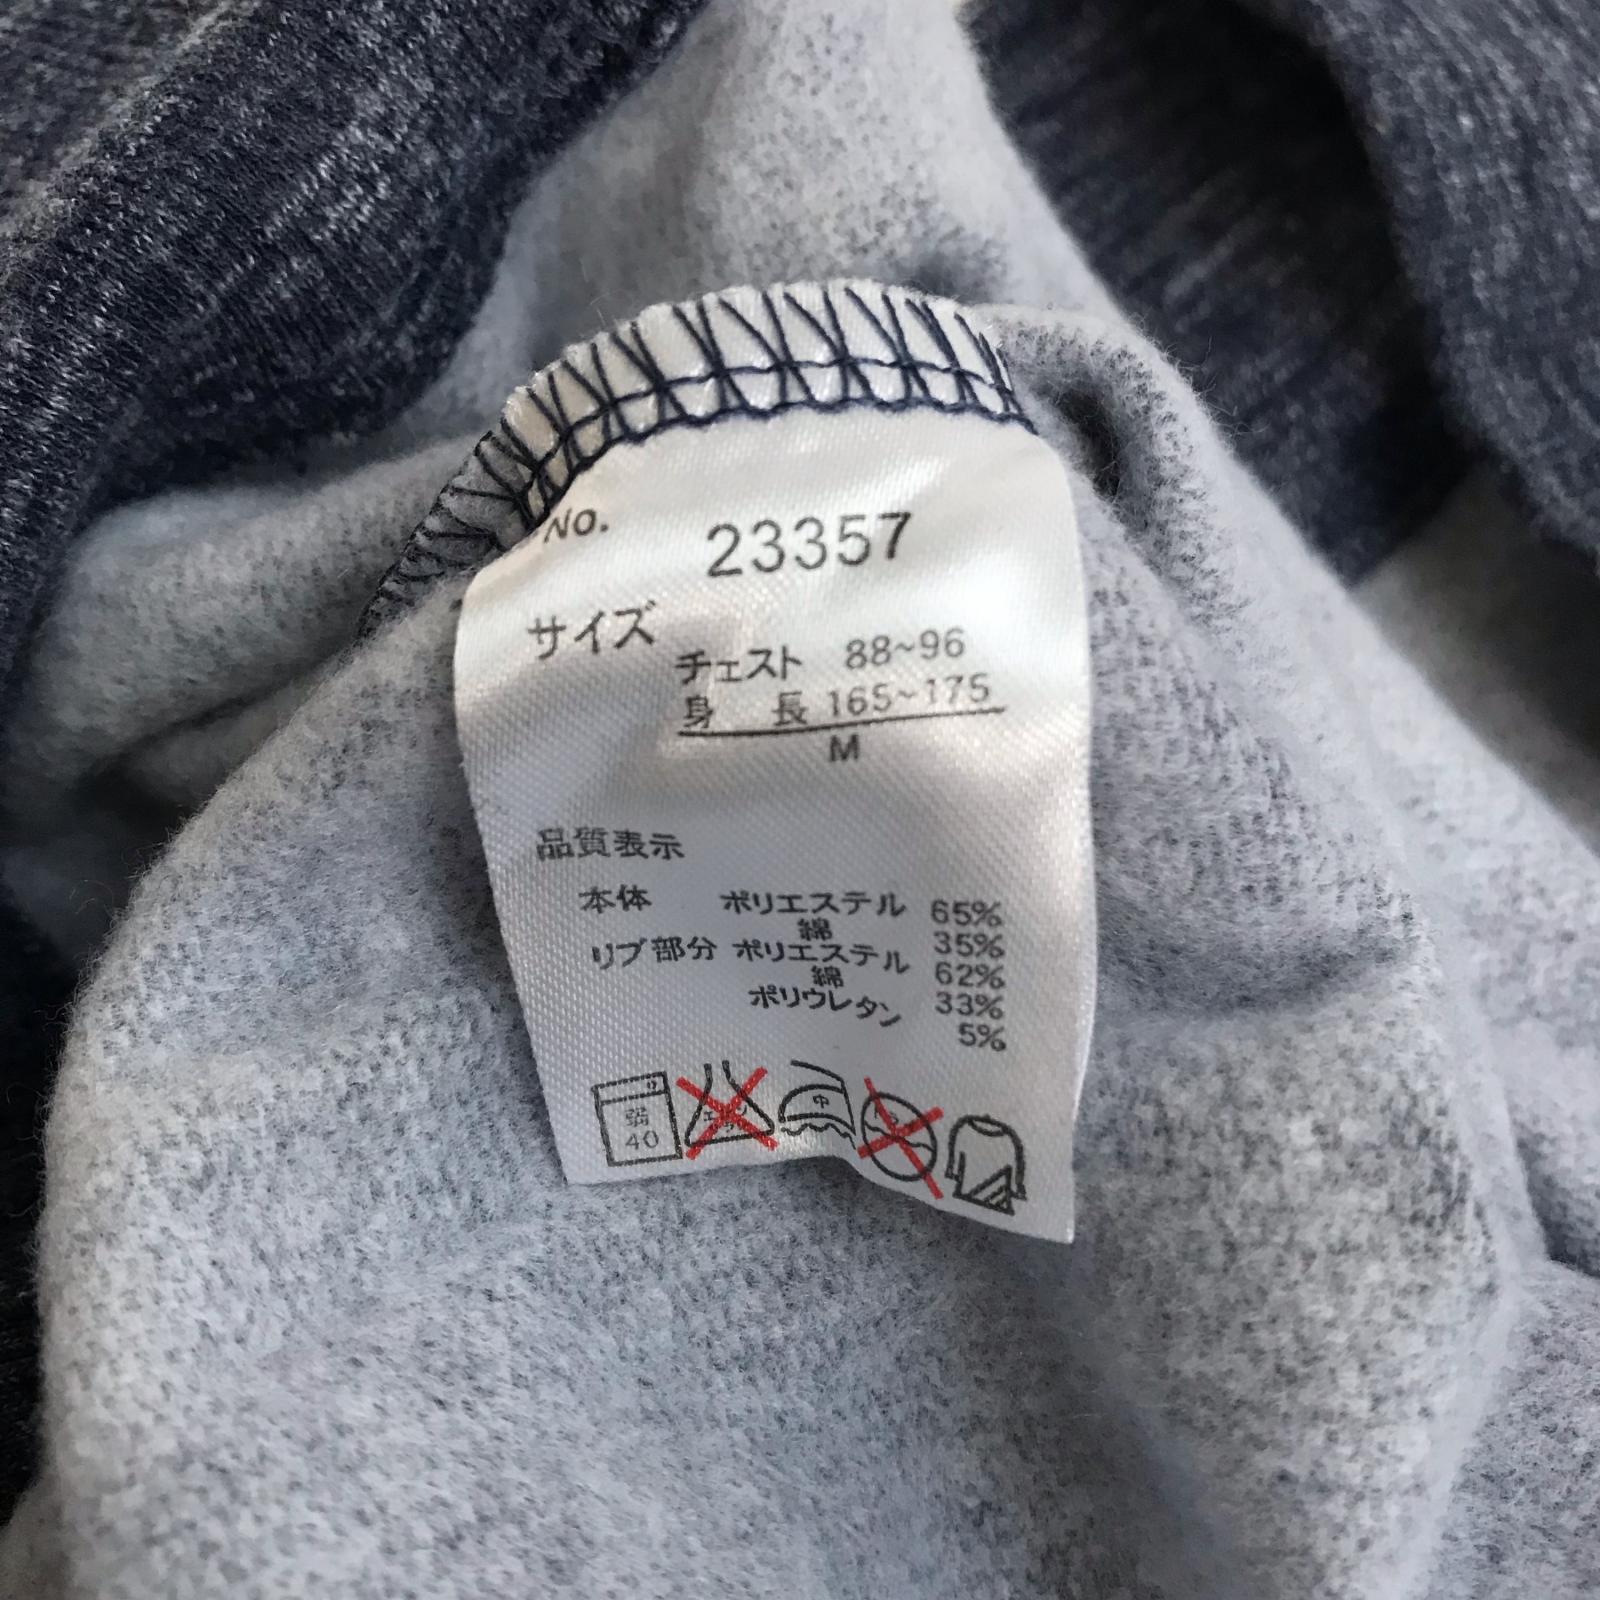 No. 23357
サイズ
チェスト 88~96
身 長 165~175
M
品質表示
本体 ポリエステル 65%
綿 35%
リブ部分 ポリエステル 62%
綿 33%
ポリウレタン 5%
弱
40
中